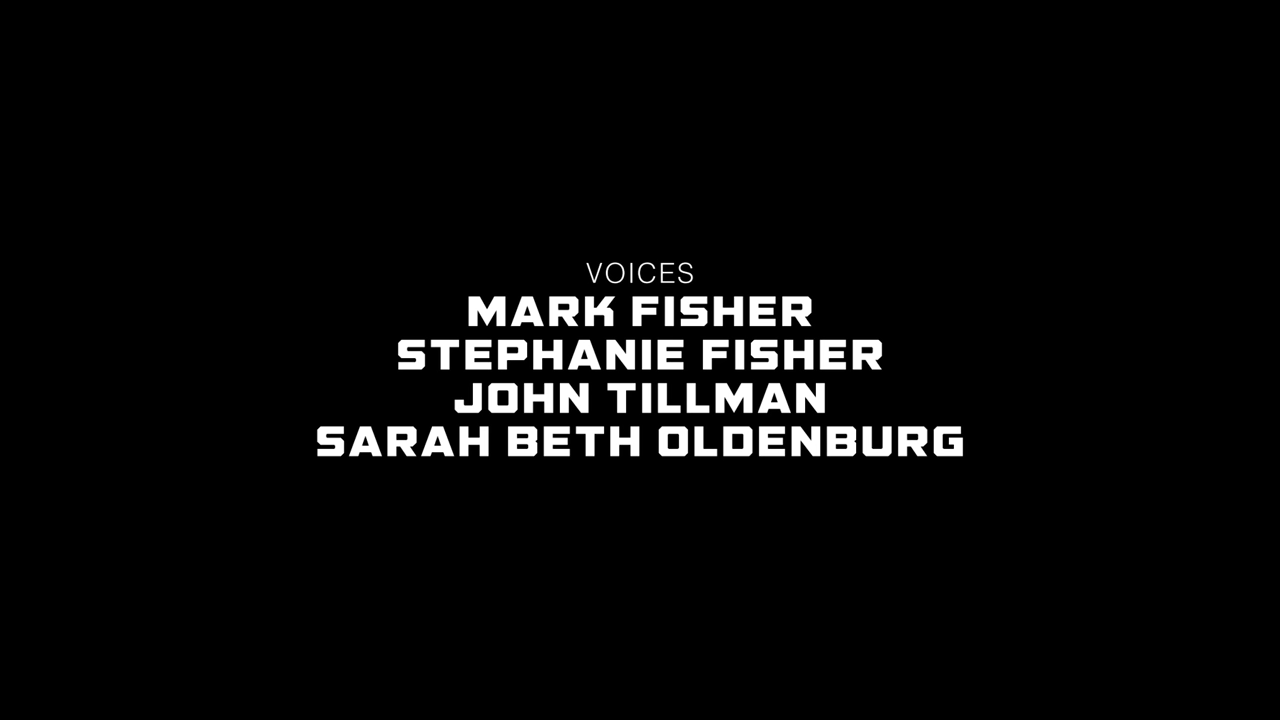 VOICES
MARK FISHER
STEPHANIE FISHER
JOHN TILLMAN
SARAH BETH OLDENBURG